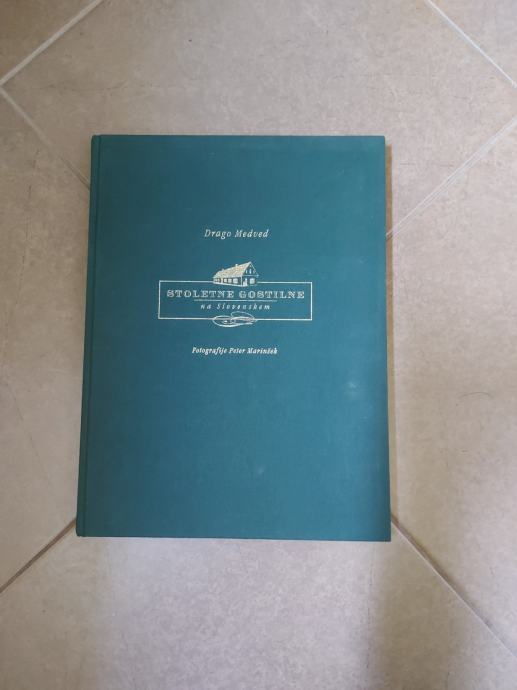 Drago Medved
STOLETNE GOSTILNE
na Slovenskem
Fotografije Peter Marinšek